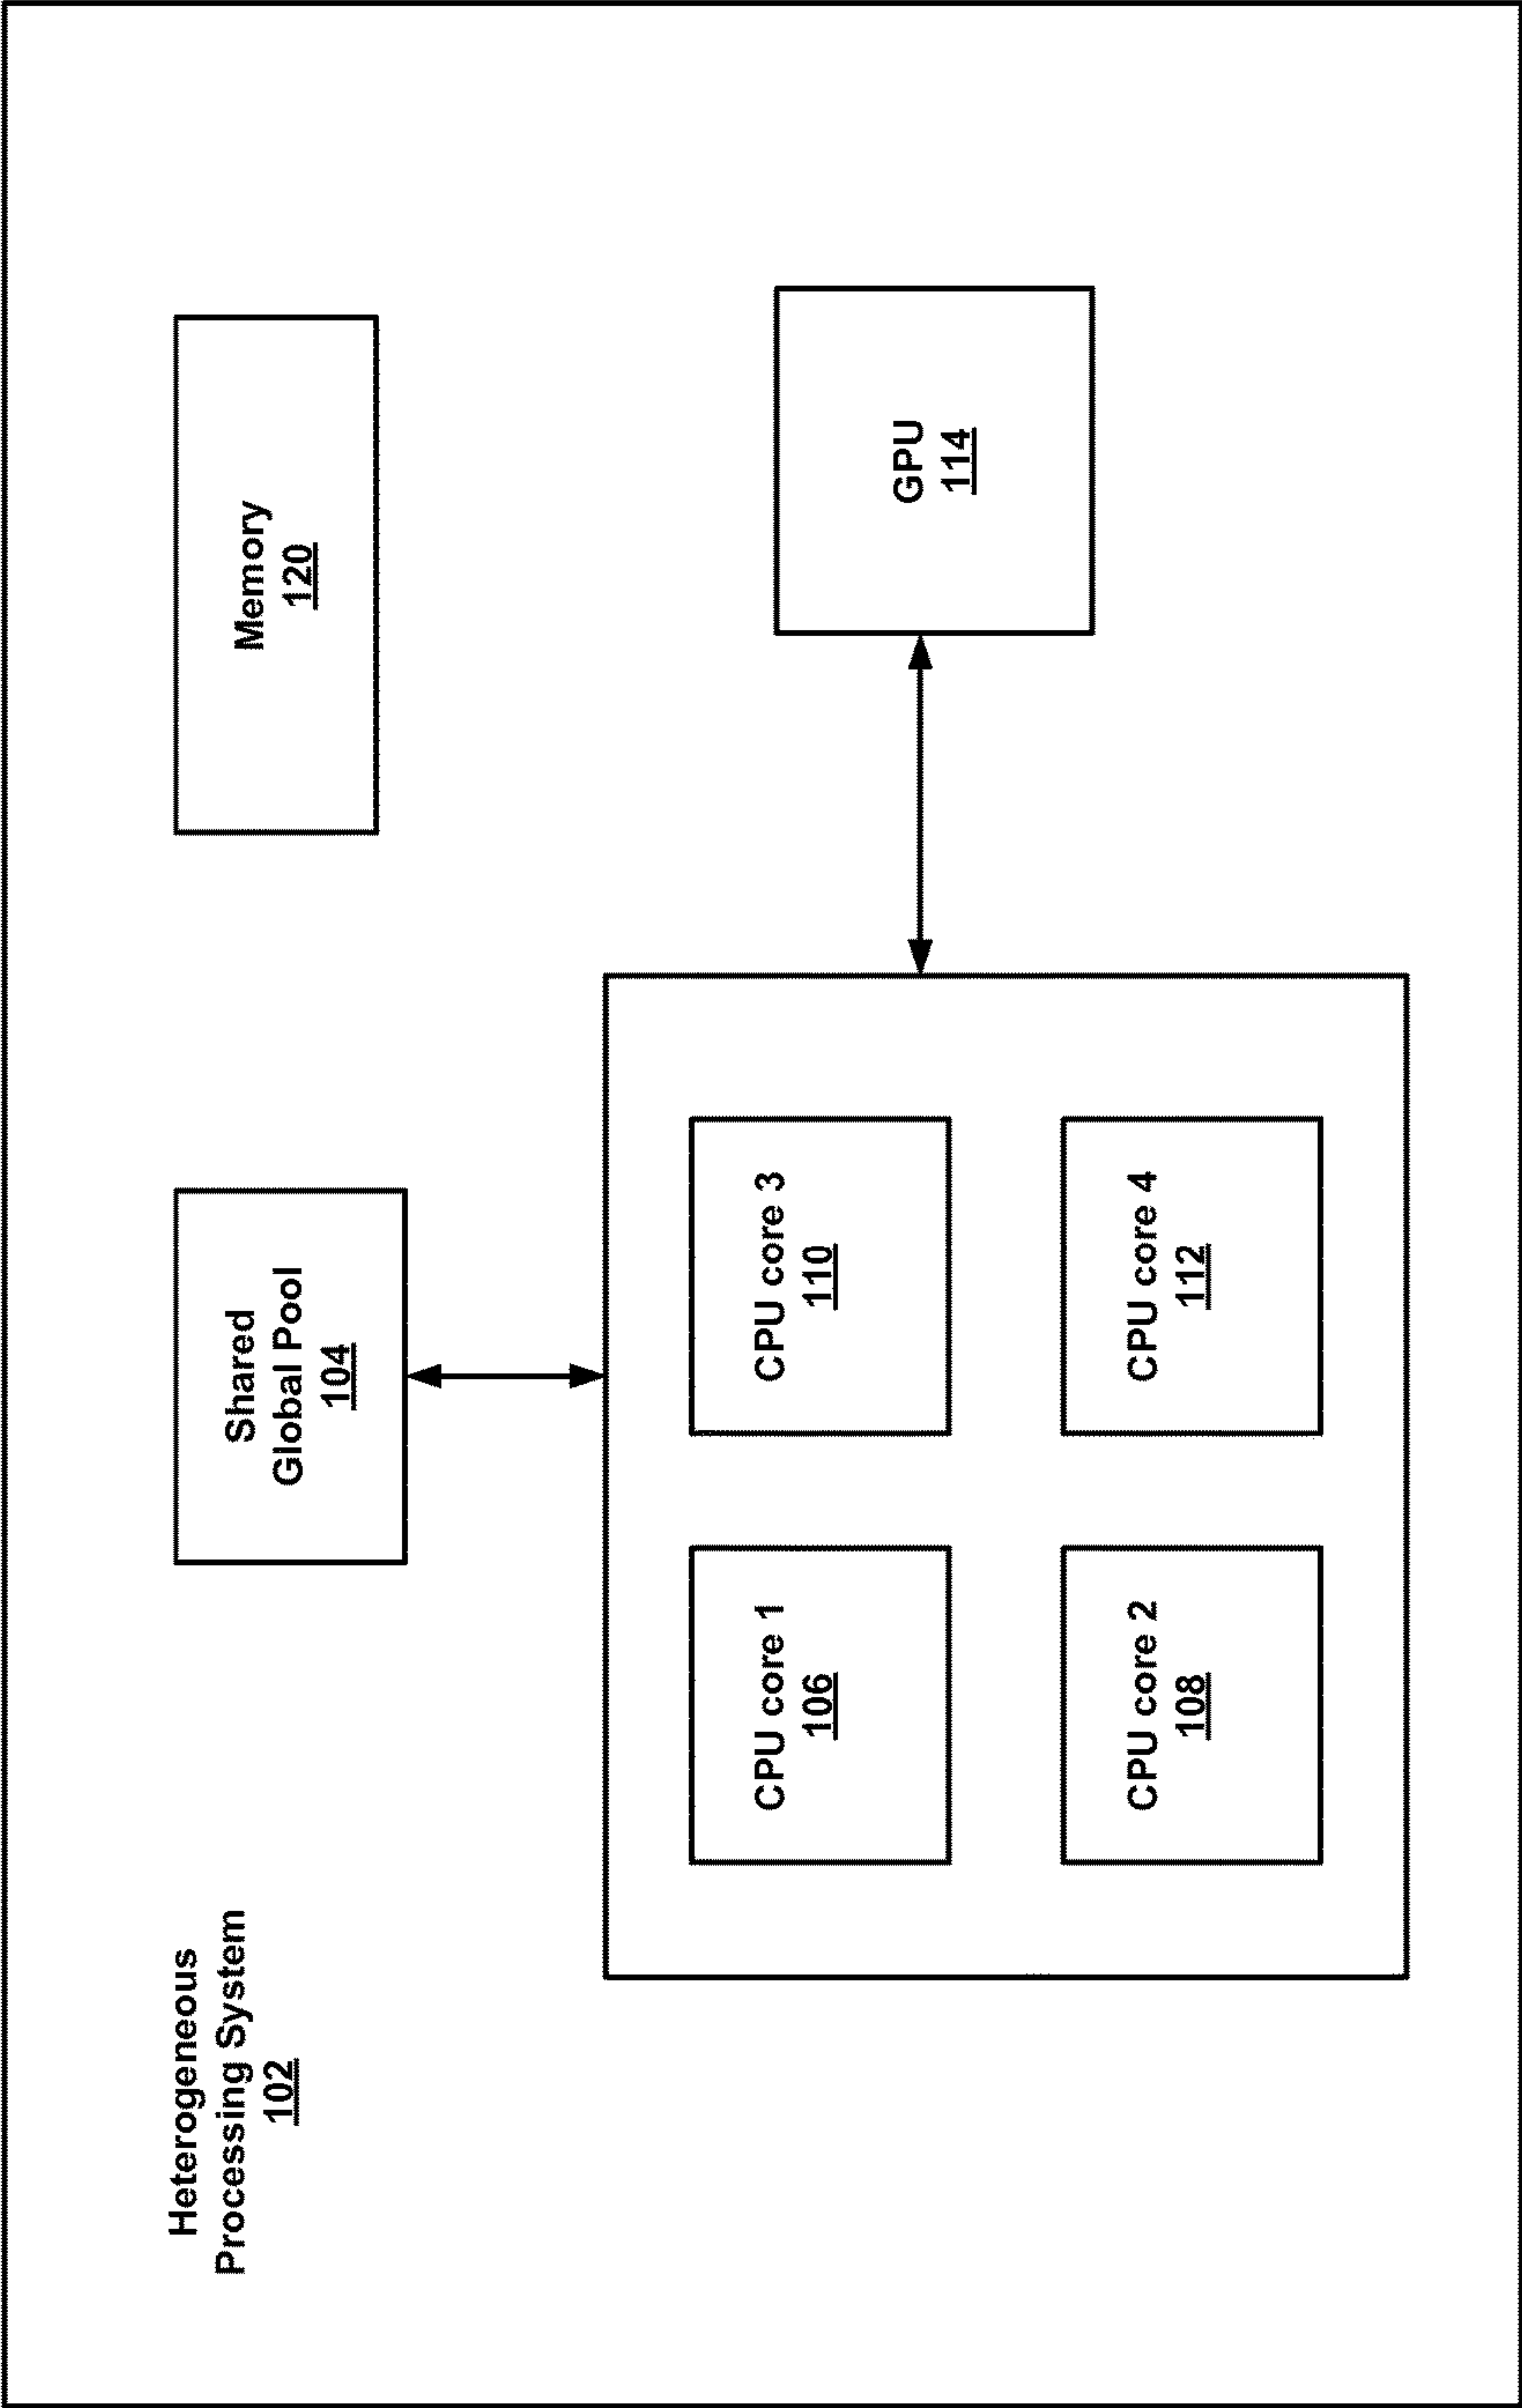 Heterogeneous
Processing System
102
Shared
Global Pool
104
Memory
120
CPU core 1
106
CPU core 3
110
CPU core 2
108
CPU core 4
112
GPU
114